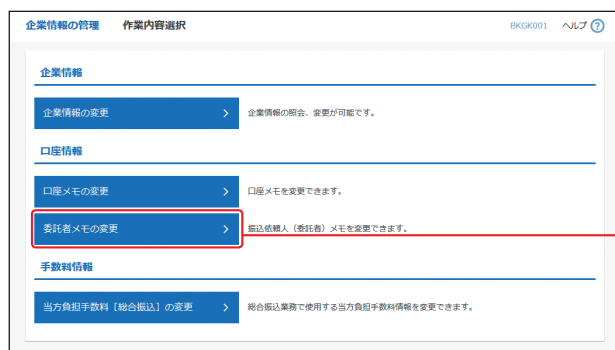 企業情報の管理 作業内容選択 BKGK001 ヘルプ ?
企業情報
企業情報の変更 企業情報の照会、変更が可能です。
口座情報
口座メモの変更 口座メモを変更できます。
委託者メモの変更 振込依頼人（委託者）メモを変更できます。
手数料情報
当方負担手数料［総合振込］の変更 総合振込業務で使用する当方負担手数料情報を変更できます。